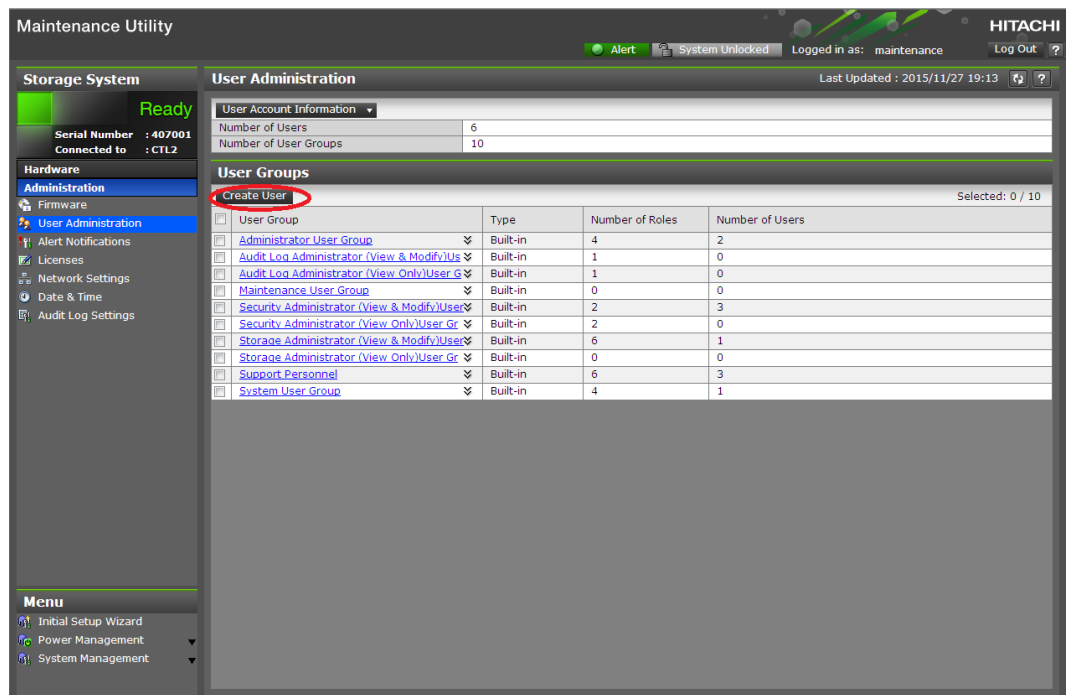 Maintenance Utility
HITACHI
Alert System Unlocked Logged in as: maintenance Log Out ?
Storage System
Ready
Serial Number : 407001
Connected to : CTL2
Hardware
Administration
Firmware
User Administration
Alert Notifications
Licenses
Network Settings
Date & Time
Audit Log Settings
Menu
Initial Setup Wizard
Power Management
System Management
User Administration Last Updated : 2015/11/27 19:13 ?
User Account Information
Number of Users 6
Number of User Groups 10
User Groups
Create User Selected: 0 / 10
User Group Type Number of Roles Number of Users
Administrator User Group Built-in 4 2
Audit Log Administrator (View & Modify)Us Built-in 1 0
Audit Log Administrator (View Only)User G Built-in 1 0
Maintenance User Group Built-in 0 0
Security Administrator (View & Modify)User Built-in 2 3
Security Administrator (View Only)User Gr Built-in 2 0
Storage Administrator (View & Modify)User Built-in 6 1
Storage Administrator (View Only)User Gr Built-in 0 0
Support Personnel Built-in 6 3
System User Group Built-in 4 1